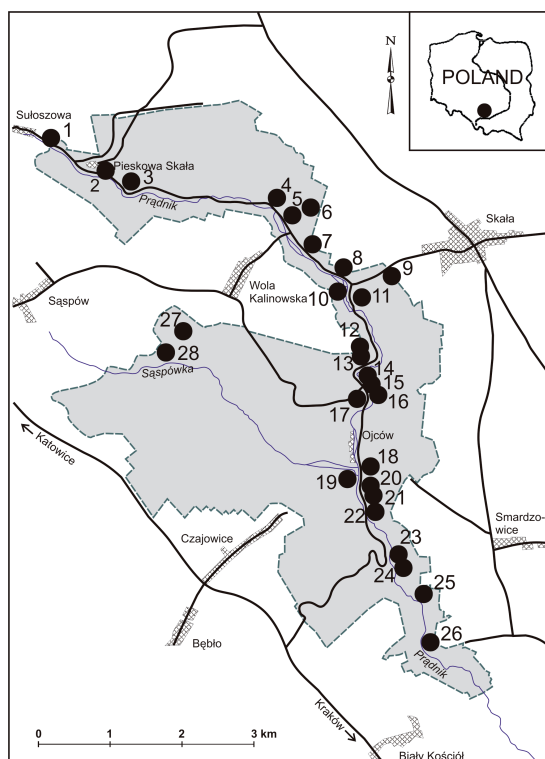 N
POLAND
Sułoszowa
1
Pieskowa Skała
2
3
Prądnik
4
5
6
7
Skała
8
9
Wola
Kalinowska
10
11
Sąspów
27
28
Sąspówka
12
13
14
15
16
17
Katowice
Ojców
18
19
20
21
22
Smardzo-
wice
Czajowice
23
24
25
Bębło
26
Prądnik
Kraków
0
1
2
3 km
Biały Kościół